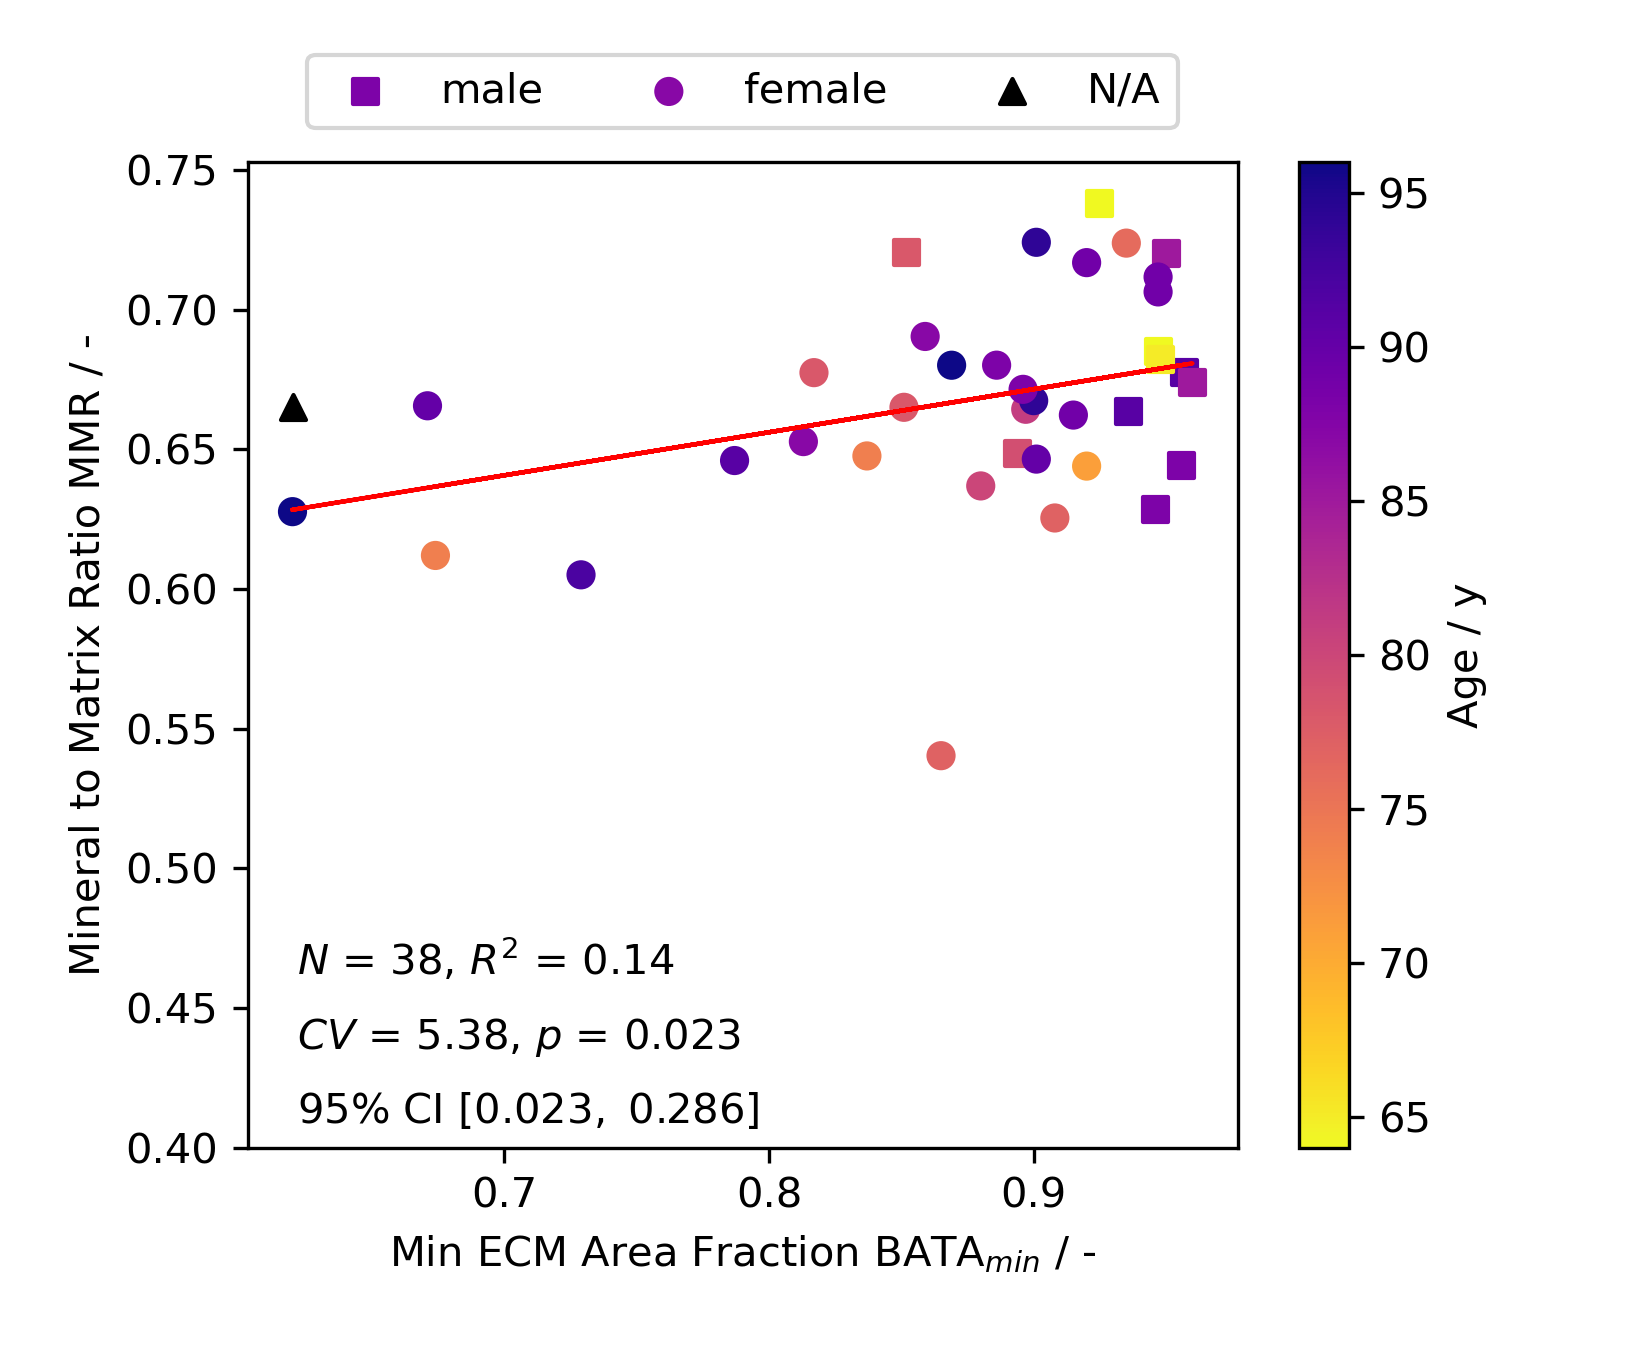 male female N/A
0.75
0.70
0.65
0.60
0.55
0.50
0.45
0.40
Mineral to Matrix Ratio MMR / -
N = 38, R² = 0.14
CV = 5.38, p = 0.023
95% CI [0.023, 0.286]
0.7 0.8 0.9
Min ECM Area Fraction BATA_min / -
95
90
85
80
75
70
65
Age / y